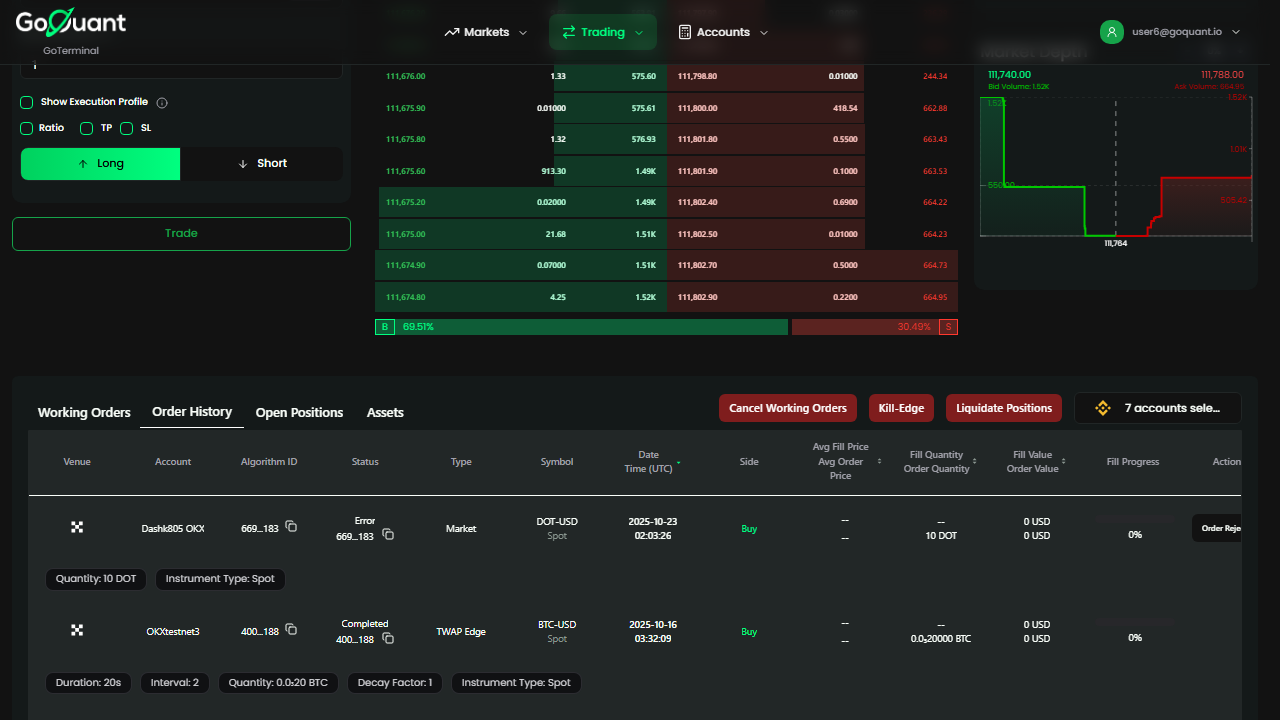 GoQuant
GoTerminal
Markets
Trading
Accounts
user6@goquant.io
Market Depth
111,740.00
111,788.00
Bid Volume: 1.52K
Ask Volume: 664.95
1.52K
1.52K
1.01K
550.00
506.42
111,764
Show Execution Profile
Ratio
TP
SL
Long
Short
Trade
111,676.00 1.33 575.60 111,798.80 0.01000 244.34
111,675.90 0.01000 575.61 111,800.00 418.54 662.88
111,675.80 1.32 576.93 111,801.80 0.5500 663.43
111,675.60 913.30 1.49K 111,801.90 0.1000 663.53
111,675.20 0.02000 1.49K 111,802.40 0.6900 664.22
111,675.00 21.68 1.51K 111,802.50 0.01000 664.23
111,674.90 0.07000 1.51K 111,802.70 0.5000 664.73
111,674.80 4.25 1.52K 111,802.90 0.2200 664.95
B 69.51% 30.49% S
Working Orders
Order History
Open Positions
Assets
Cancel Working Orders
Kill-Edge
Liquidate Positions
7 accounts sele...
Venue
Account
Algorithm ID
Status
Type
Symbol
Date
Time (UTC)
Side
Avg Fill Price
Avg Order
Price
Fill Quantity
Order Quantity
Fill Value
Order Value
Fill Progress
Action
Dashk805 OKX
669...183
Error
669...183
Market
DOT-USD
Spot
2025-10-23
02:03:26
Buy
--
--
--
10 DOT
0 USD
0 USD
0%
Order Reje
Quantity: 10 DOT
Instrument Type: Spot
OKXtestnet3
400...188
Completed
400...188
TWAP Edge
BTC-USD
Spot
2025-10-16
03:32:09
Buy
--
--
--
0 USD
0 USD
0%
Duration: 20s
Interval: 2
Decay Factor: 1
Instrument Type: Spot